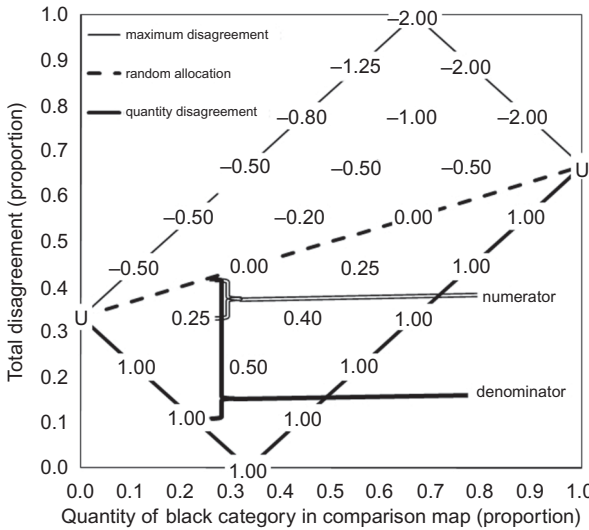 1.0
0.9
0.8
0.7
0.6
0.5
0.4
0.3
0.2
0.1
0.0
Total disagreement (proportion)
maximum disagreement
random allocation
quantity disagreement
–2.00
–1.25 –2.00
–0.80 –1.00 –2.00
–0.50 –0.50 –0.50
U
–0.50 –0.20 0.00 1.00
–0.50 0.00 0.25 1.00
numerator
U 0.25 0.40 1.00
1.00 0.50 1.00
denominator
1.00 1.00
1.00
0.0 0.1 0.2 0.3 0.4 0.5 0.6 0.7 0.8 0.9 1.0
Quantity of black category in comparison map (proportion)